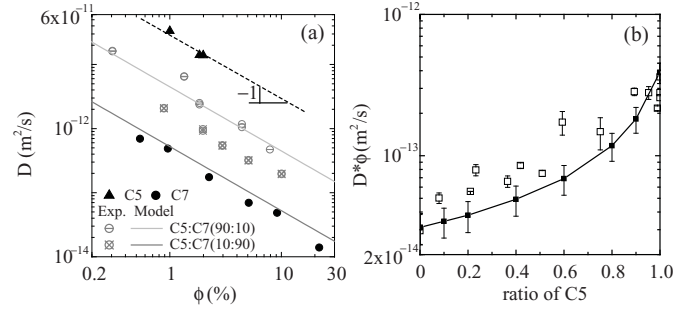 6x10⁻¹¹
(a)
D (m²/s)
−1
10⁻¹²
C5 C7
Exp. Model
C5:C7(90:10)
C5:C7(10:90)
10⁻¹⁴
0.2 1 10 30
ϕ(%)
10⁻¹²
(b)
D*ϕ(m²/s)
10⁻¹³
2x10⁻¹⁴
0. 0.2 0.4 0.6 0.8 1.0
ratio of C5